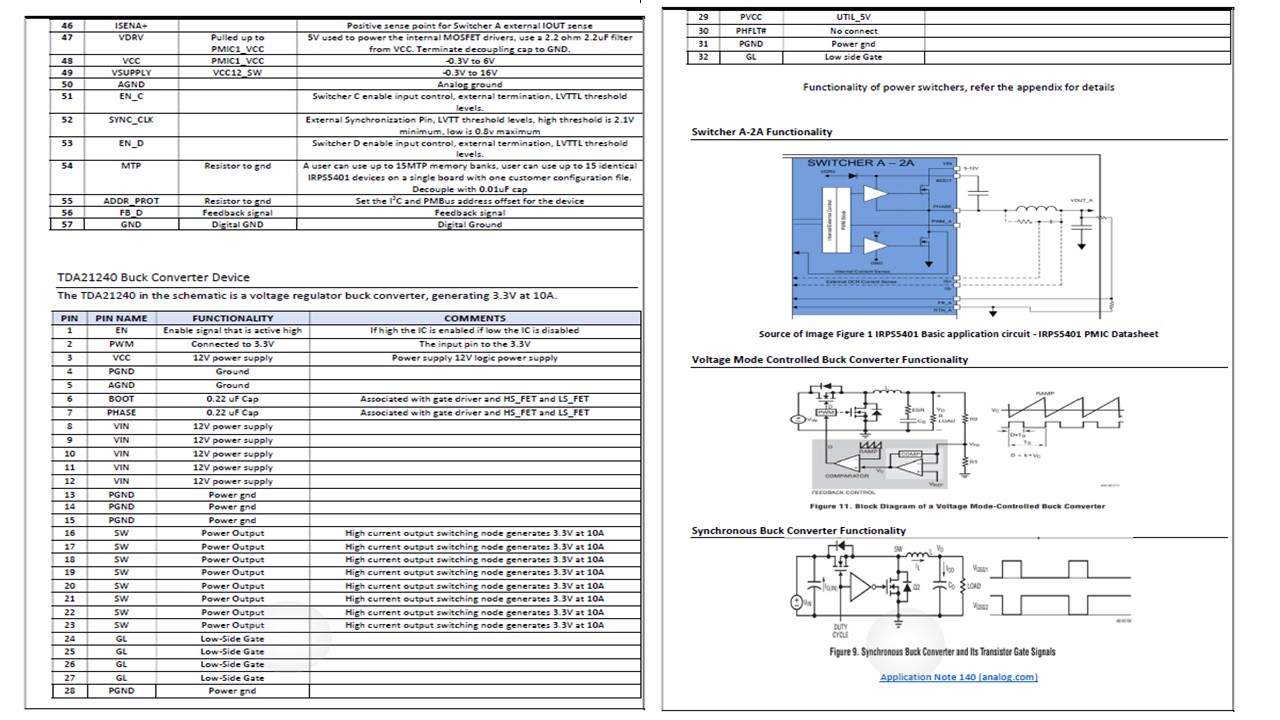 46 ISENA+ Positive sense point for Switcher A external IOUT sense
47 VDRV Pulled up to PMIC1_VCC 5V used to power the internal MOSFET drivers, use a 2.2 ohm 2.2uF filter from VCC. Terminate decoupling cap to GND.
48 VCC PMIC1_VCC -0.3V to 6V
49 VSUPPLY VCC12_SW -0.3V to 16V
50 AGND Analog ground
51 EN_C Switcher C enable input control, external termination, LVTTL threshold levels.
52 SYNC_CLK External Synchronization Pin, LVTT threshold levels, high threshold is 2.1V minimum, low is 0.8v maximum
53 EN_D Switcher D enable input control, external termination, LVTTL threshold levels.
54 MTP Resistor to gnd A user can use up to 15MTP memory banks, user can use up to 15 identical IRPS5401 devices on a single board with one customer configuration file. Decouple with 0.01uF cap
55 ADDR_PROT Resistor to gnd Set the I²C and PMBus address offset for the device
56 FB_D Feedback signal Feedback signal
57 GND Digital GND Digital Ground
TDA21240 Buck Converter Device
The TDA21240 in the schematic is a voltage regulator buck converter, generating 3.3V at 10A.
PIN PIN NAME FUNCTIONALITY COMMENTS
1 EN Enable signal that is active high If high the IC is enabled if low the IC is disabled
2 PWM Connected to 3.3V The input pin to the 3.3V
3 VCC 12V power supply Power supply 12V logic power supply
4 PGND Ground
5 AGND Ground
6 BOOT 0.22 uF Cap Associated with gate driver and HS_FET and LS_FET
7 PHASE 0.22 uF Cap Associated with gate driver and HS_FET and LS_FET
8 VIN 12V power supply
9 VIN 12V power supply
10 VIN 12V power supply
11 VIN 12V power supply
12 VIN 12V power supply
13 PGND Power gnd
14 PGND Power gnd
15 PGND Power gnd
16 SW Power Output High current output switching node generates 3.3V at 10A
17 SW Power Output High current output switching node generates 3.3V at 10A
18 SW Power Output High current output switching node generates 3.3V at 10A
19 SW Power Output High current output switching node generates 3.3V at 10A
20 SW Power Output High current output switching node generates 3.3V at 10A
21 SW Power Output High current output switching node generates 3.3V at 10A
22 SW Power Output High current output switching node generates 3.3V at 10A
23 SW Power Output High current output switching node generates 3.3V at 10A
24 GL Low-Side Gate
25 GL Low-Side Gate
26 GL Low-Side Gate
27 GL Low-Side Gate
28 PGND Power gnd
29 PVCC UTIL_5V
30 PHFLT# No connect
31 PGND Power gnd
32 GL Low side Gate
Functionality of power switchers, refer the appendix for details
Switcher A-2A Functionality
SWITCHER A – 2A
VIN
5-12V
VDRV
BOOT
PHASE
VOUT_A
PGND_A
Internal/External Control
PWM Block
5V
GND
Internal Current Sense
External DCR Current Sense
FB_A
RTN_A
Source of Image Figure 1 IRPS5401 Basic application circuit - IRPS5401 PMIC Datasheet
Voltage Mode Controlled Buck Converter Functionality
L
PWM
VIN
ESR
CO
VO
R
LOAD
RAMP
VC
D
RAMP
COMP
VC
COMPARATOR
VREF
VFB
R1
D•TS
TS
D = k•VC
FEEDBACK CONTROL
Figure 11. Block Diagram of a Voltage Mode-Controlled Buck Converter
Synchronous Buck Converter Functionality
SW
L
VO
IL
VIN
Q2
CO
LOAD
DUTY
CYCLE
VGSQ1
VGSQ2
Figure 9. Synchronous Buck Converter and Its Transistor Gate Signals
Application Note 140 (analog.com)